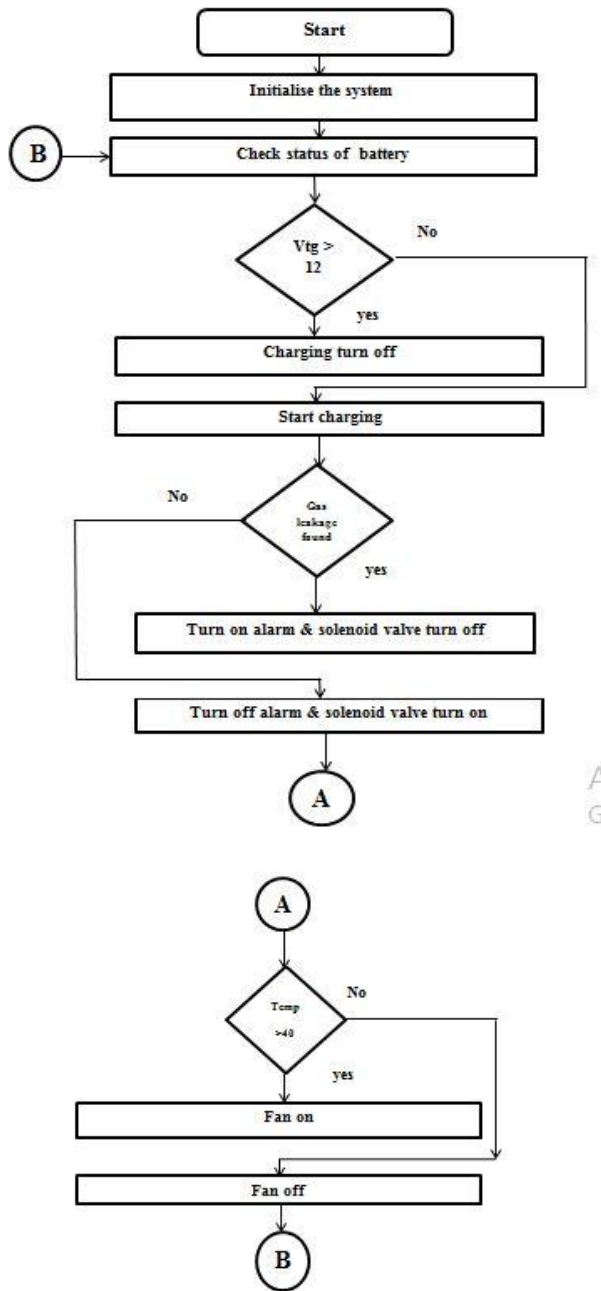 Start
Initialise the system
B
Check status of battery
Vtg >
12
No
yes
Charging turn off
Start charging
No
Gas
leakage
found
yes
Turn on alarm & solenoid valve turn off
Turn off alarm & solenoid valve turn on
A
A
G
A
Temp
>40
No
yes
Fan on
Fan off
B